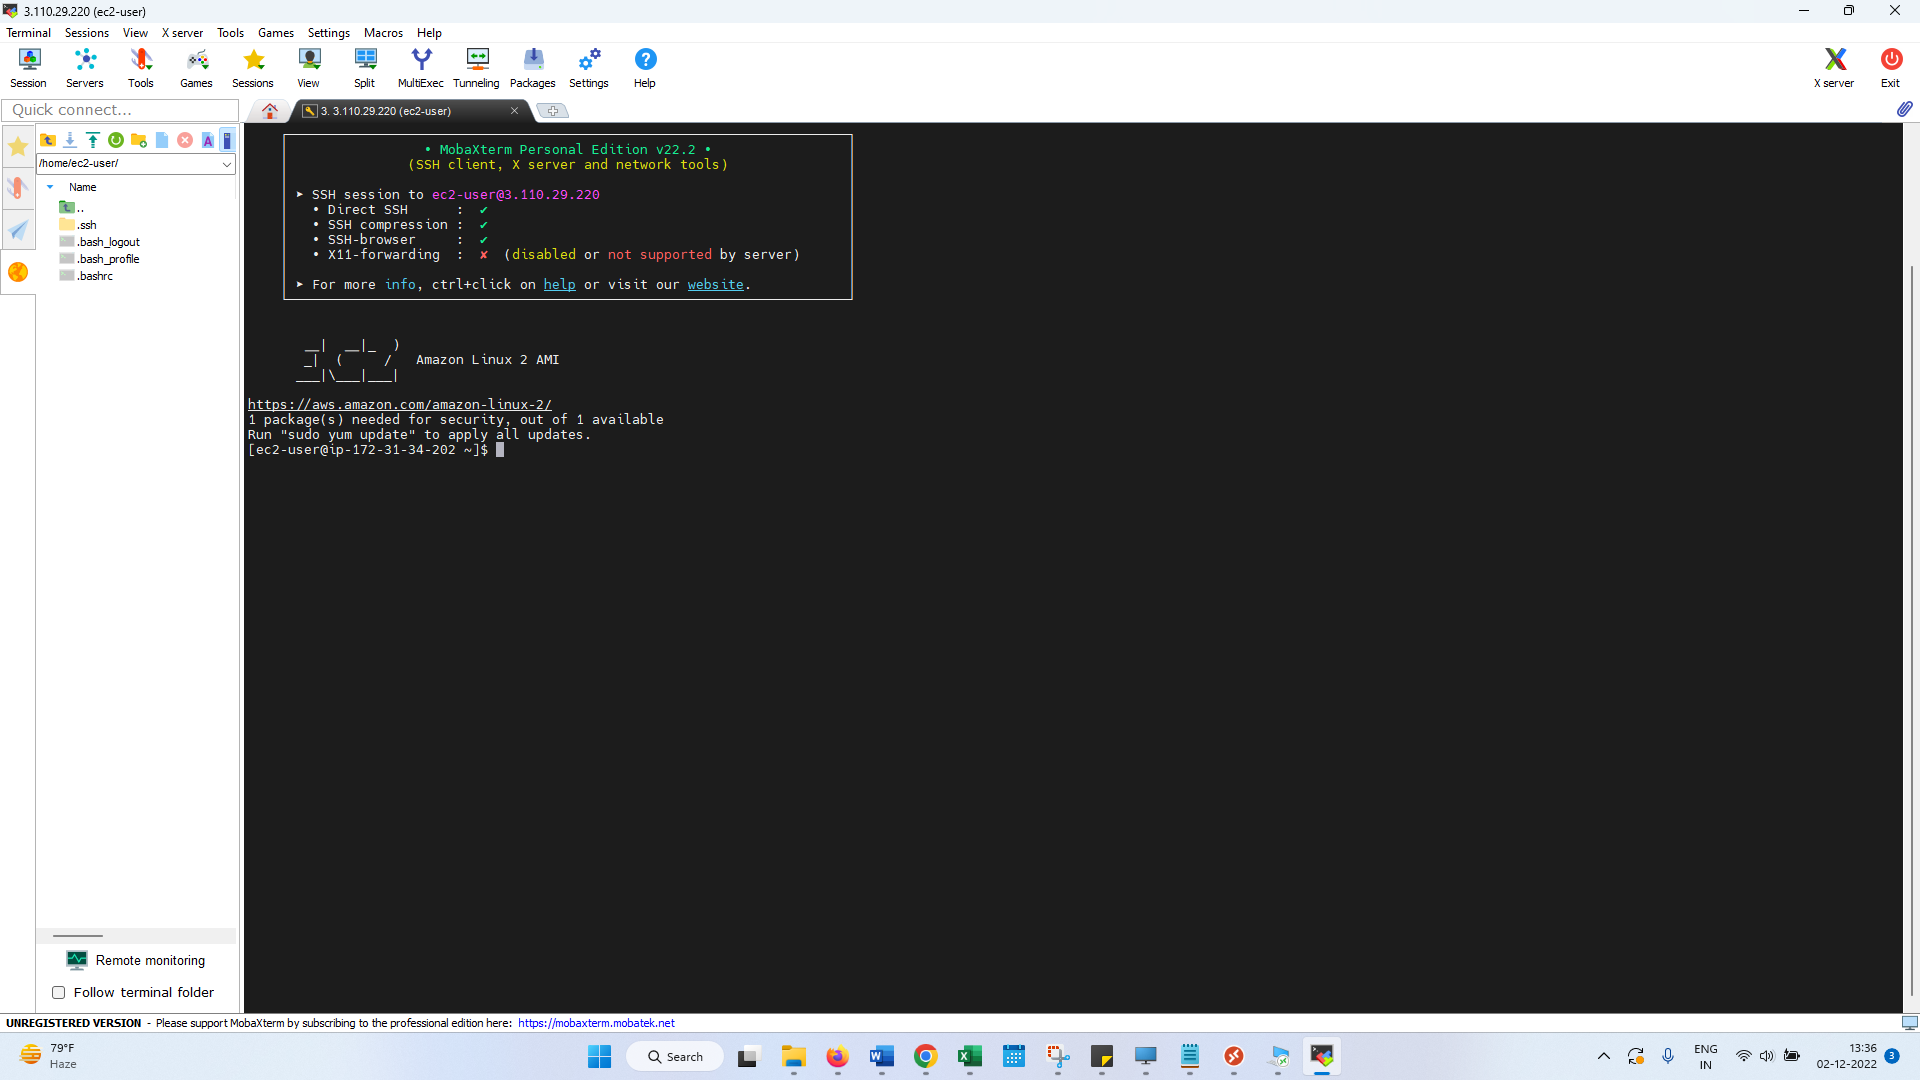 3.110.29.220 (ec2-user)
Terminal Sessions View X server Tools Games Settings Macros Help
Session Servers Tools Games Sessions View Split MultiExec Tunneling Packages Settings Help X server Exit
Quick connect...
3. 3.110.29.220 (ec2-user)
/home/ec2-user/
Name
..
.ssh
.bash_logout
.bash_profile
.bashrc
• MobaXterm Personal Edition v22.2 •
(SSH client, X server and network tools)
➤ SSH session to ec2-user@3.110.29.220
• Direct SSH : ✔
• SSH compression : ✔
• SSH-browser : ✔
• X11-forwarding : ✘ (disabled or not supported by server)
➤ For more info, ctrl+click on help or visit our website.
__| __|_ )
_| ( / Amazon Linux 2 AMI
___|\___|___|
https://aws.amazon.com/amazon-linux-2/
1 package(s) needed for security, out of 1 available
Run "sudo yum update" to apply all updates.
[ec2-user@ip-172-31-34-202 ~]$
Remote monitoring
Follow terminal folder
UNREGISTERED VERSION - Please support MobaXterm by subscribing to the professional edition here: https://mobaxterm.mobatek.net
79°F
Haze
Search
ENG
IN
13:36
02-12-2022
3